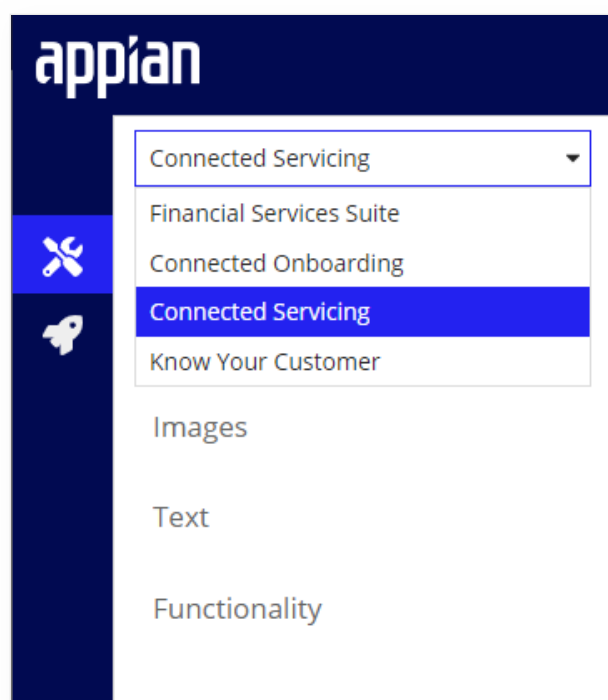 appian
Connected Servicing
Financial Services Suite
Connected Onboarding
Connected Servicing
Know Your Customer
Images
Text
Functionality